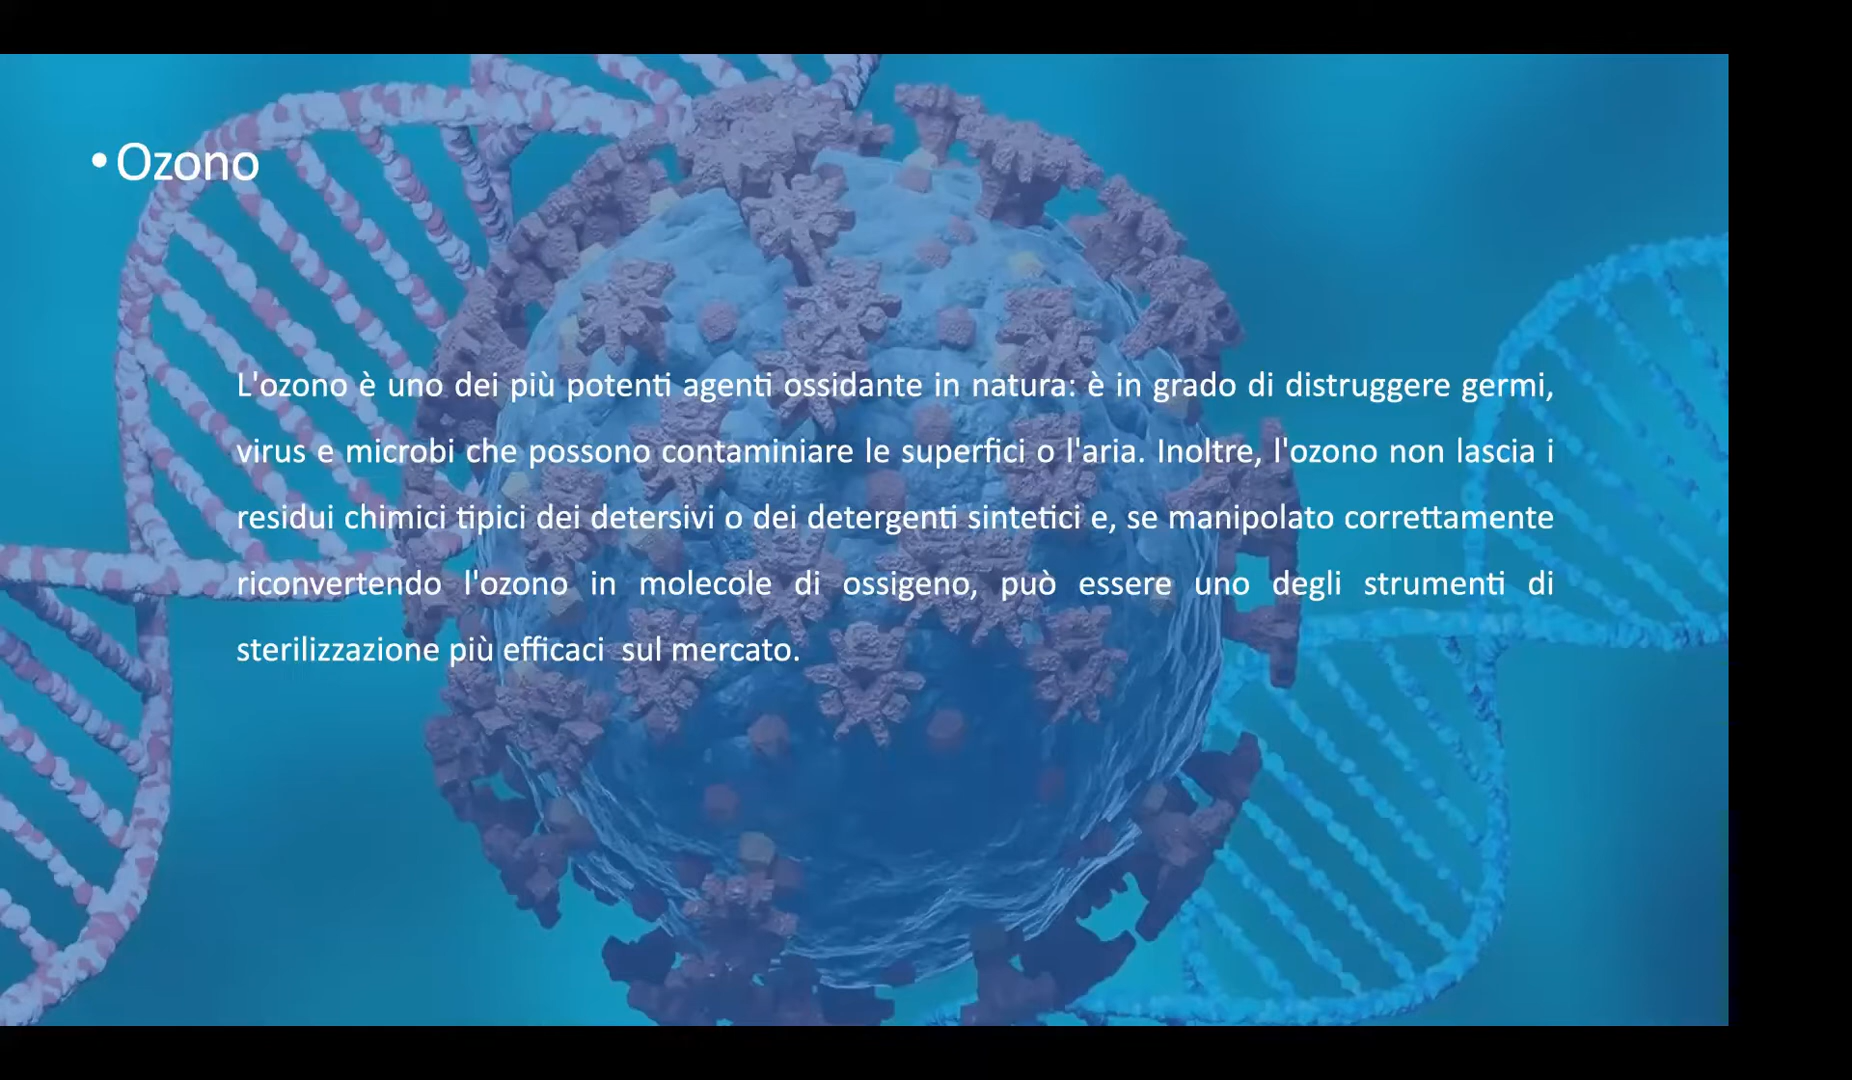 • Ozono
L'ozono è uno dei più potenti agenti ossidante in natura: è in grado di distruggere germi,
virus e microbi che possono contaminiare le superfici o l'aria. Inoltre, l'ozono non lascia i
residui chimici tipici dei detersivi o dei detergenti sintetici e, se manipolato correttamente
riconvertendo l'ozono in molecole di ossigeno, può essere uno degli strumenti di
sterilizzazione più efficaci  sul mercato.